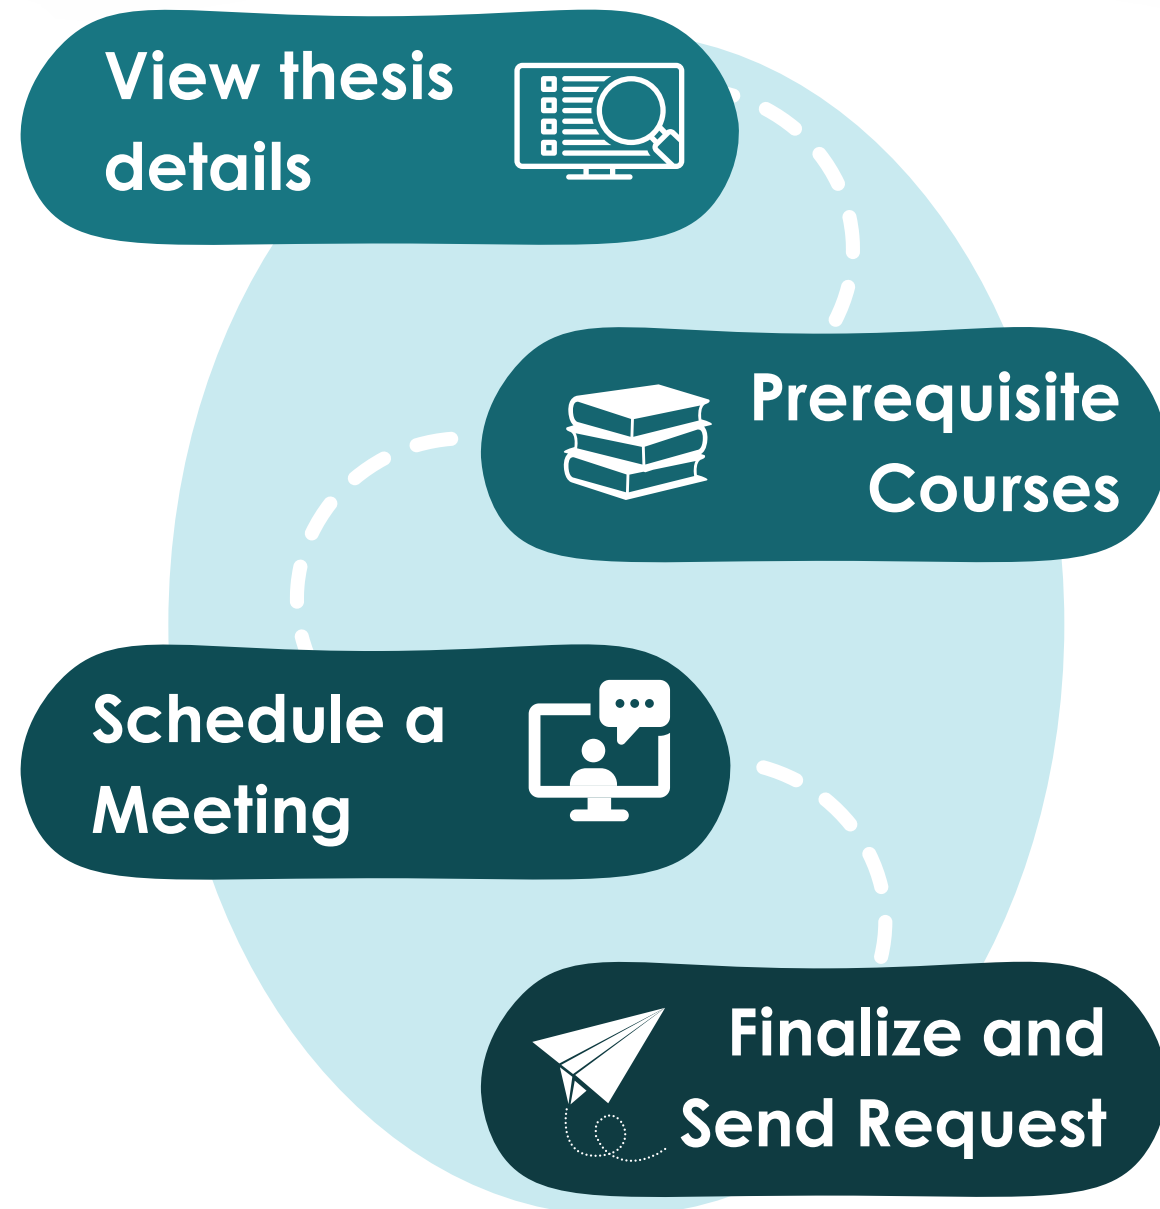 View thesis
details
Prerequisite
Courses
Schedule a
Meeting
Finalize and
Send Request